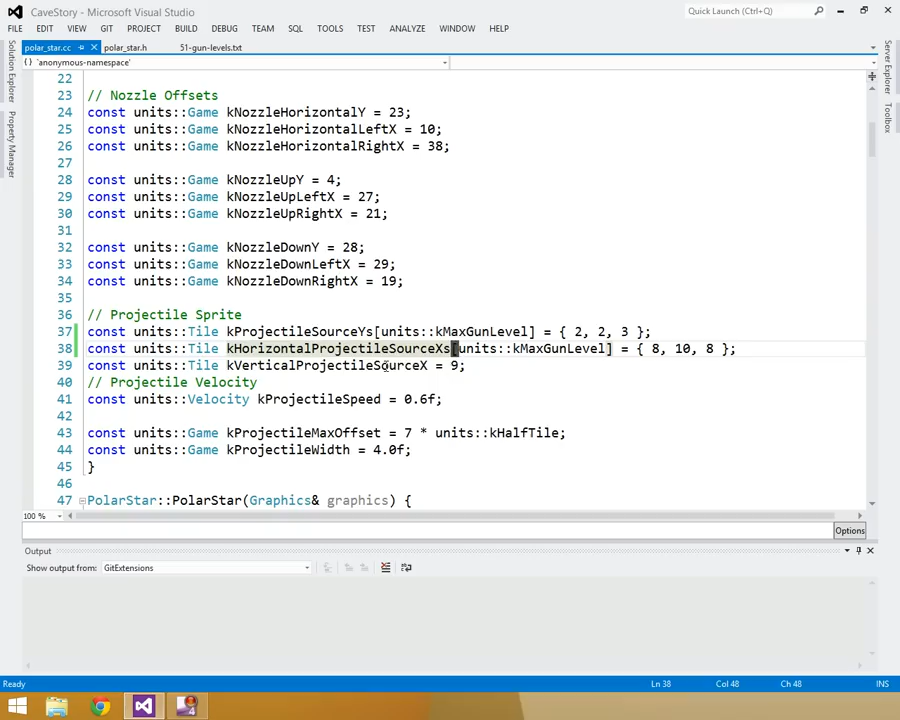 CaveStory - Microsoft Visual Studio
Quick Launch (Ctrl+Q)
FILE EDIT VIEW GIT PROJECT BUILD DEBUG TEAM SQL TOOLS TEST ANALYZE WINDOW HELP
polar_star.cc polar_star.h 51-gun-levels.txt
{} `anonymous-namespace'
Solution Explorer
Property Manager
Server Explorer
Toolbox
22
23 // Nozzle Offsets
24 const units::Game kNozzleHorizontalY = 23;
25 const units::Game kNozzleHorizontalLeftX = 10;
26 const units::Game kNozzleHorizontalRightX = 38;
27
28 const units::Game kNozzleUpY = 4;
29 const units::Game kNozzleUpLeftX = 27;
30 const units::Game kNozzleUpRightX = 21;
31
32 const units::Game kNozzleDownY = 28;
33 const units::Game kNozzleDownLeftX = 29;
34 const units::Game kNozzleDownRightX = 19;
35
36 // Projectile Sprite
37 const units::Tile kProjectileSourceYs[units::kMaxGunLevel] = { 2, 2, 3 };
38 const units::Tile kHorizontalProjectileSourceXs[units::kMaxGunLevel] = { 8, 10, 8 };
39 const units::Tile kVerticalProjectileSourceX = 9;
40 // Projectile Velocity
41 const units::Velocity kProjectileSpeed = 0.6f;
42
43 const units::Game kProjectileMaxOffset = 7 * units::kHalfTile;
44 const units::Game kProjectileWidth = 4.0f;
45 }
46
47 PolarStar::PolarStar(Graphics& graphics) {
100 %
Options
Output
Show output from: GitExtensions
Ready Ln 38 Col 48 Ch 48 INS